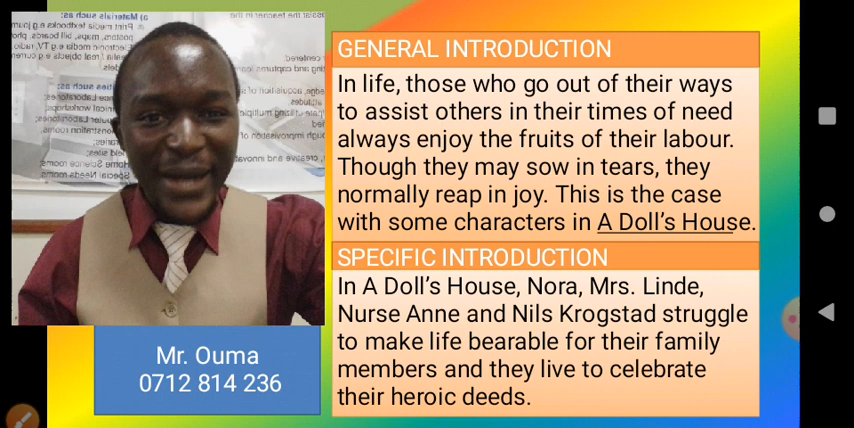 GENERAL INTRODUCTION
In life, those who go out of their ways
to assist others in their times of need
always enjoy the fruits of their labour.
Though they may sow in tears, they
normally reap in joy. This is the case
with some characters in A Doll's House.
SPECIFIC INTRODUCTION
In A Doll's House, Nora, Mrs. Linde,
Nurse Anne and Nils Krogstad struggle
to make life bearable for their family
members and they live to celebrate
their heroic deeds.
Mr. Ouma
0712 814 236